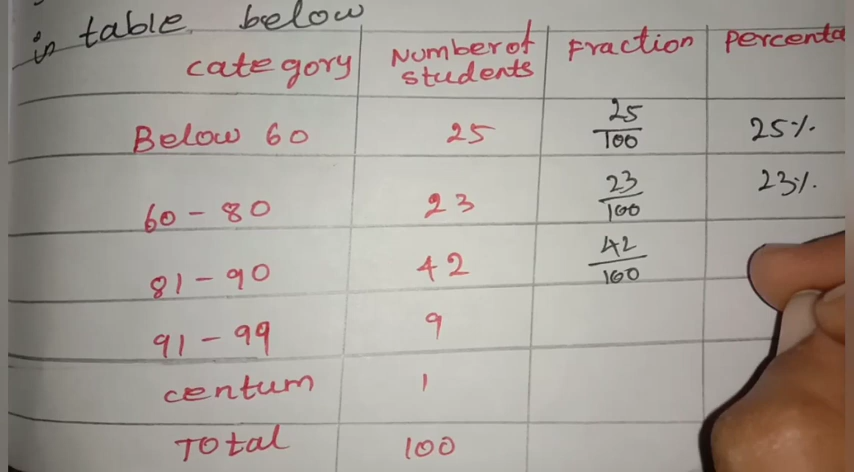 in table below
category Number of students Fraction percenta
Below 60 25 25/100 25%
60 - 80 23 23/100 23%
81 - 90 42 42/100
91 - 99 9
centum 1
Total 100